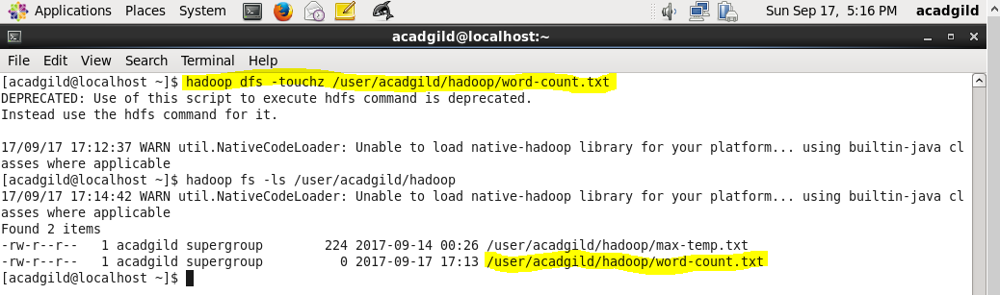 Applications Places System Sun Sep 17, 5:16 PM acadgild
acadgild@localhost:~
File Edit View Search Terminal Help
[acadgild@localhost ~]$ hadoop dfs -touchz /user/acadgild/hadoop/word-count.txt
DEPRECATED: Use of this script to execute hdfs command is deprecated.
Instead use the hdfs command for it.

17/09/17 17:12:37 WARN util.NativeCodeLoader: Unable to load native-hadoop library for your platform... using builtin-java cl
asses where applicable
[acadgild@localhost ~]$ hadoop fs -ls /user/acadgild/hadoop
17/09/17 17:14:42 WARN util.NativeCodeLoader: Unable to load native-hadoop library for your platform... using builtin-java cl
asses where applicable
Found 2 items
-rw-r--r--   1 acadgild supergroup        224 2017-09-14 00:26 /user/acadgild/hadoop/max-temp.txt
-rw-r--r--   1 acadgild supergroup          0 2017-09-17 17:13 /user/acadgild/hadoop/word-count.txt
[acadgild@localhost ~]$